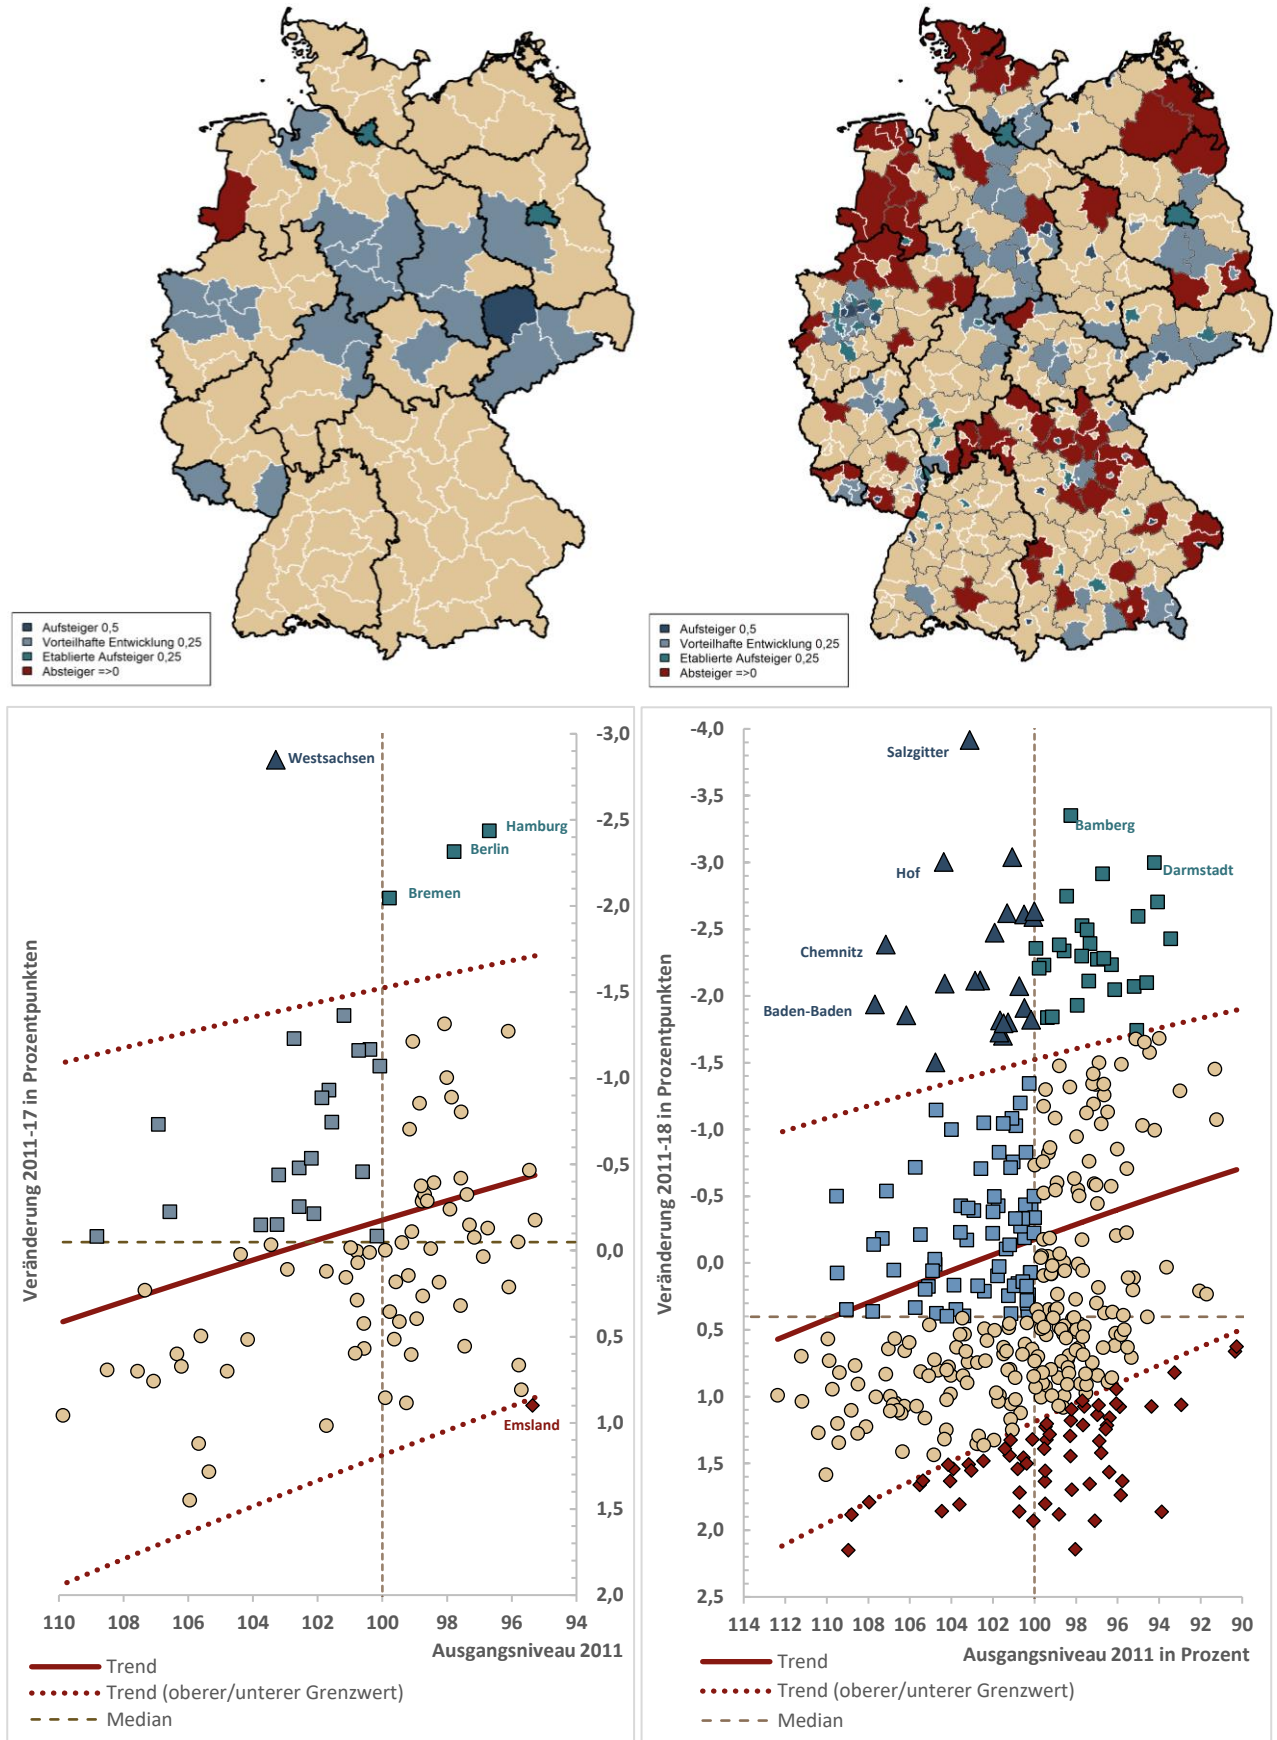 Aufsteiger 0,5
Vorteilhafte Entwicklung 0,25
Etablierte Aufsteiger 0,25
Absteiger =>0
Aufsteiger 0,5
Vorteilhafte Entwicklung 0,25
Etablierte Aufsteiger 0,25
Absteiger =>0
Veränderung 2011-17 in Prozentpunkten
-3,0
-2,5
-2,0
-1,5
-1,0
-0,5
0,0
0,5
1,0
1,5
2,0
Westsachsen
Hamburg
Berlin
Bremen
Emsland
110 108 106 104 102 100 98 96 94
Ausgangsniveau 2011
Trend
Trend (oberer/unterer Grenzwert)
Median
Veränderung 2011-18 in Prozentpunkten
-4,0
-3,5
-3,0
-2,5
-2,0
-1,5
-1,0
-0,5
0,0
0,5
1,0
1,5
2,0
2,5
Salzgitter
Bamberg
Hof
Darmstadt
Chemnitz
Baden-Baden
114 112 110 108 106 104 102 100 98 96 94 92 90
Ausgangsniveau 2011 in Prozent
Trend
Trend (oberer/unterer Grenzwert)
Median